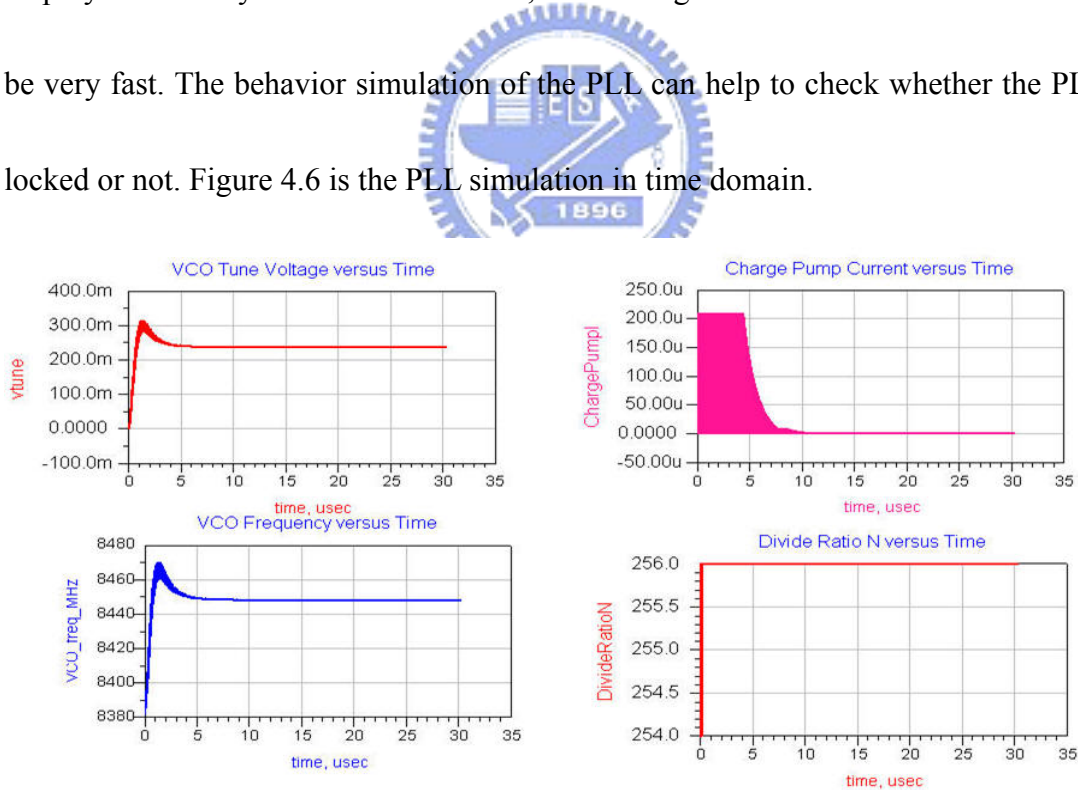 be very fast. The behavior simulation of the PLL can help to check whether the PL
locked or not. Figure 4.6 is the PLL simulation in time domain.
E S
1896
VCO Tune Voltage versus Time
400.0m
300.0m
200.0m
100.0m
0.0000
-100.0m
vtune
0 5 10 15 20 25 30 35
time, usec
Charge Pump Current versus Time
250.0u
200.0u
150.0u
100.0u
50.00u
0.0000
-50.00u
ChargePumpI
0 5 10 15 20 25 30 35
time, usec
VCO Frequency versus Time
8480
8460
8440
8420
8400
8380
VCO_freq_MHz
0 5 10 15 20 25 30 35
time, usec
Divide Ratio N versus Time
256.0
255.5
255.0
254.5
254.0
DivideRatioN
0 5 10 15 20 25 30 35
time, usec